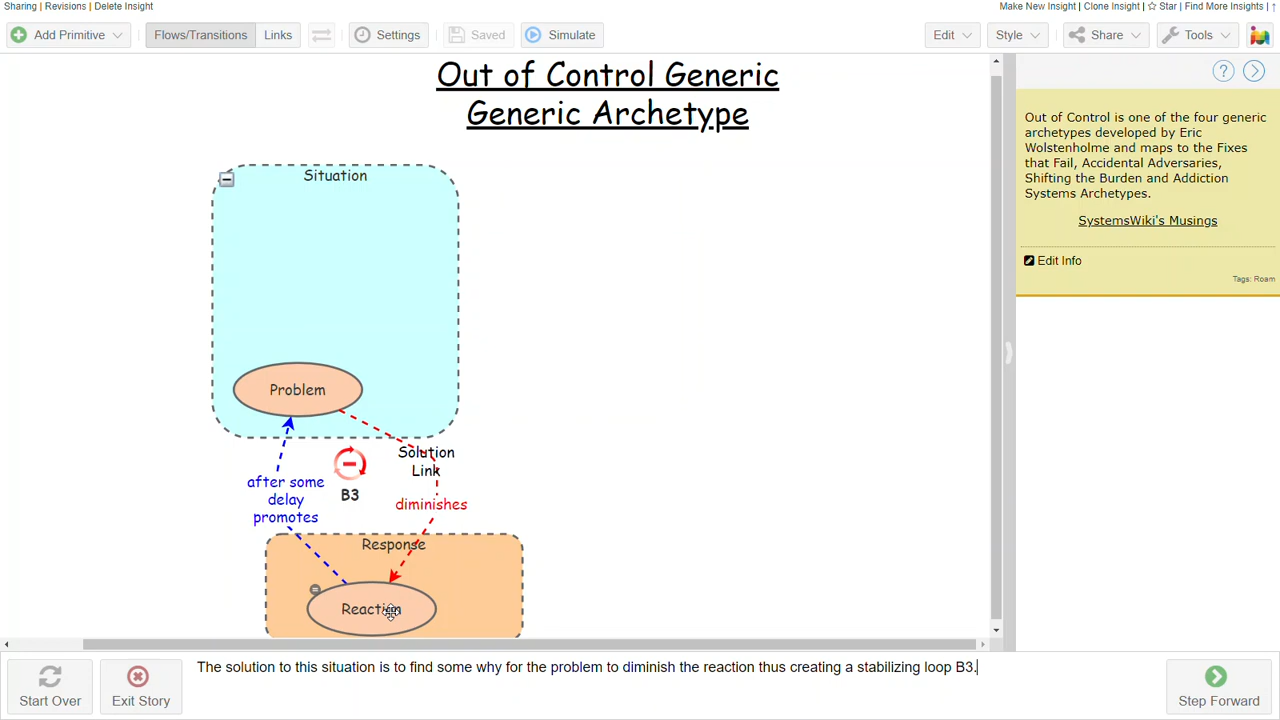 Sharing | Revisions | Delete Insight
Make New Insight | Clone Insight | ☆ Star | Find More Insights | ↑
Add Primitive
Flows/Transitions
Links
Settings
Saved
Simulate
Edit
Style
Share
Tools
Out of Control Generic
Generic Archetype
Situation
Problem
Solution
Link
after some
delay
promotes
B3
diminishes
Response
Reaction
Out of Control is one of the four generic
archetypes developed by Eric
Wolstenholme and maps to the Fixes
that Fail, Accidental Adversaries,
Shifting the Burden and Addiction
Systems Archetypes.
SystemsWiki's Musings
Edit Info
Tags: Roam
Start Over
Exit Story
The solution to this situation is to find some why for the problem to diminish the reaction thus creating a stabilizing loop B3.
Step Forward